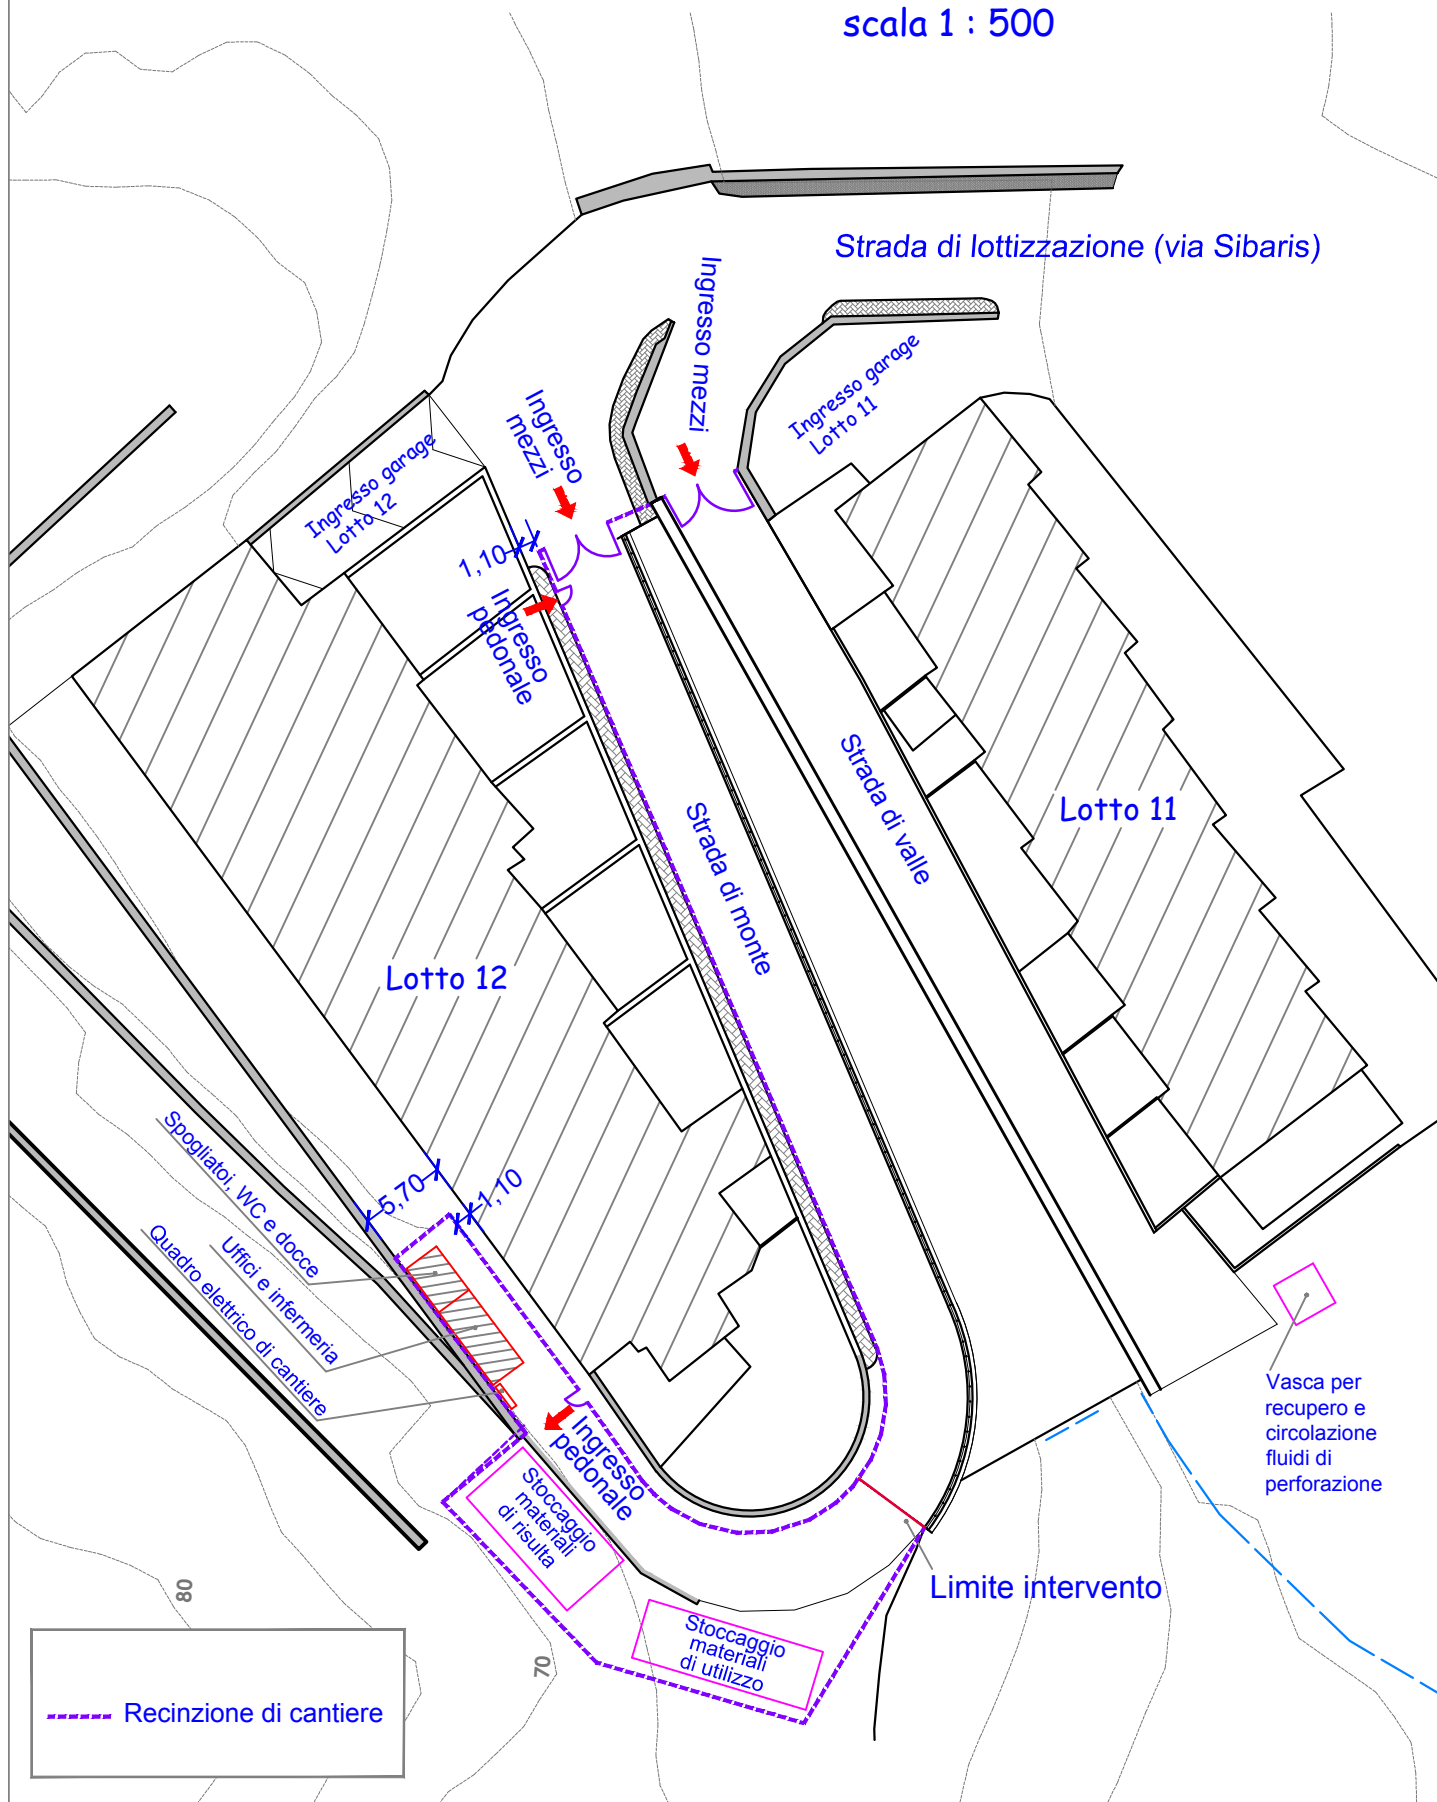 scala 1 : 500
Strada di lottizzazione (via Sibaris)
Ingresso mezzi
Ingresso garage
Lotto 11
Ingresso
mezzi
Ingresso garage
Lotto 12
1,10
Ingresso
pedonale
Strada di monte
Strada di valle
Lotto 11
Lotto 12
Spogliatoi, WC e docce
Uffici e infermeria
Quadro elettrico di cantiere
5,70
1,10
Ingresso
pedonale
Stoccaggio
materiali
di risulta
Stoccaggio
materiali
di utilizzo
Limite intervento
Vasca per
recupero e
circolazione
fluidi di
perforazione
80
70
Recinzione di cantiere